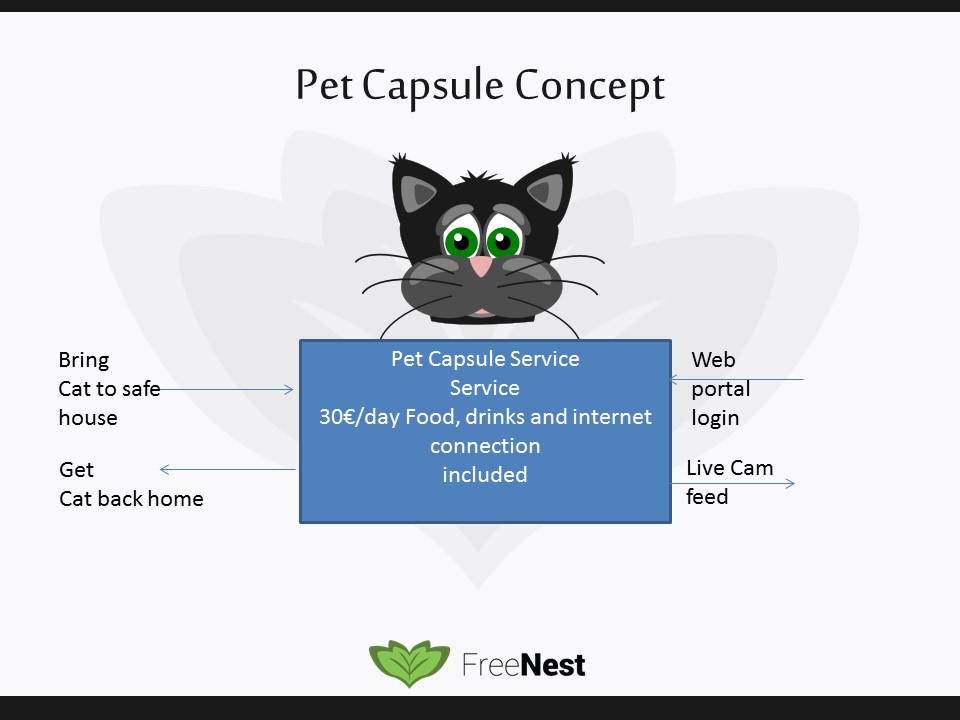 Pet Capsule Concept
Bring
Cat to safe
house
Get
Cat back home
Pet Capsule Service
Service
30€/day Food, drinks and internet
connection
included
Web
portal
login
Live Cam
feed
FreeNest